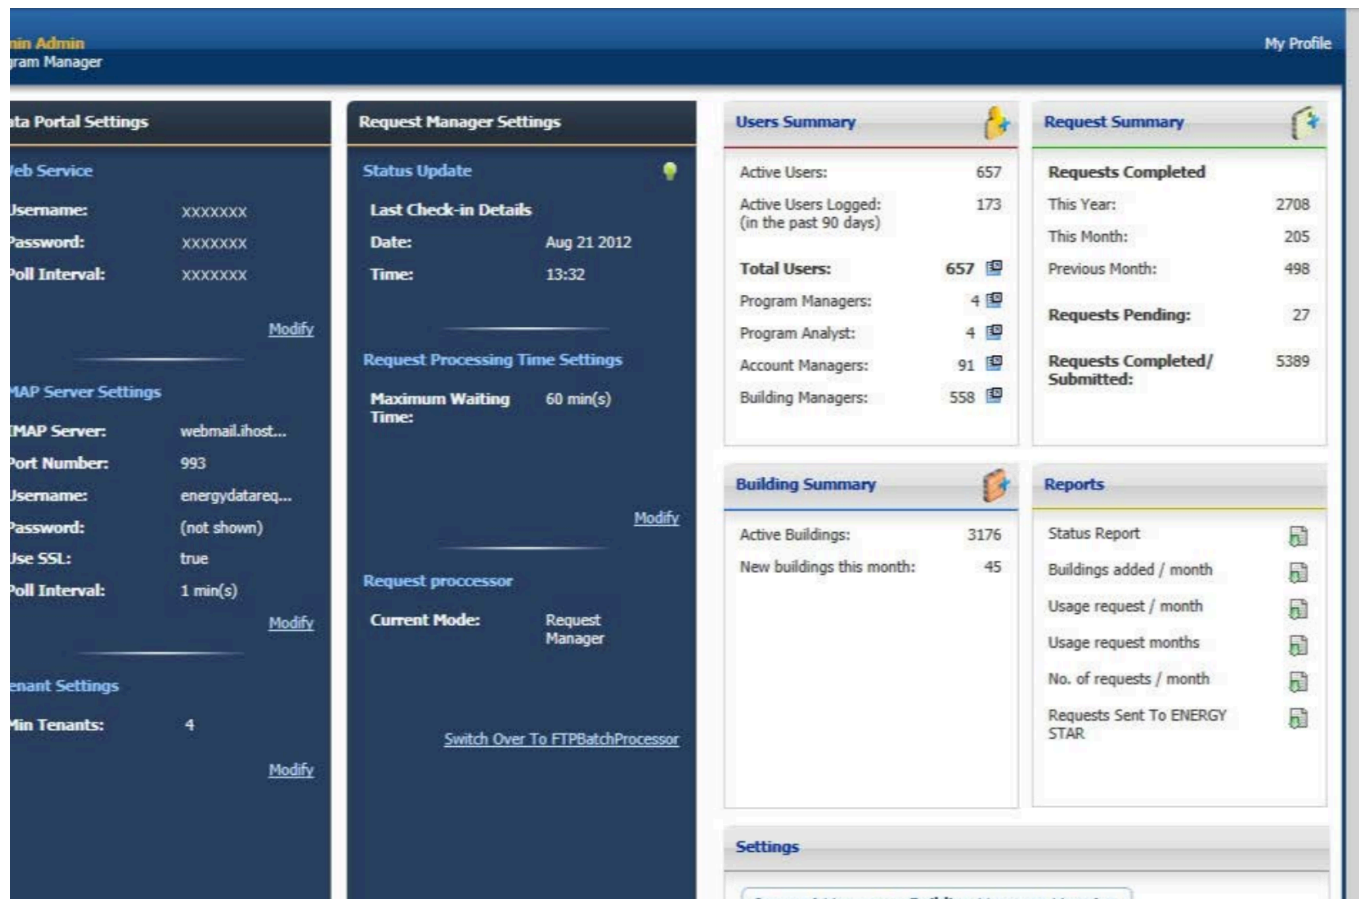 nin Admin
gram Manager
My Profile
ata Portal Settings
Web Service
Username: xxxxxxx
Password: xxxxxxx
Poll Interval: xxxxxxx
Modify
IMAP Server Settings
IMAP Server: webmail.ihost...
Port Number: 993
Username: energydatareq...
Password: (not shown)
Use SSL: true
Poll Interval: 1 min(s)
Modify
enant Settings
Min Tenants: 4
Modify
Request Manager Settings
Status Update
Last Check-in Details
Date: Aug 21 2012
Time: 13:32
Request Processing Time Settings
Maximum Waiting 60 min(s)
Time:
Modify
Request proccessor
Current Mode: Request
Manager
Switch Over To FTPBatchProcessor
Users Summary
Active Users: 657
Active Users Logged: 173
(in the past 90 days)
Total Users: 657
Program Managers: 4
Program Analyst: 4
Account Managers: 91
Building Managers: 558
Request Summary
Requests Completed
This Year: 2708
This Month: 205
Previous Month: 498
Requests Pending: 27
Requests Completed/ 5389
Submitted:
Building Summary
Active Buildings: 3176
New buildings this month: 45
Reports
Status Report
Buildings added / month
Usage request / month
Usage request months
No. of requests / month
Requests Sent To ENERGY
STAR
Settings